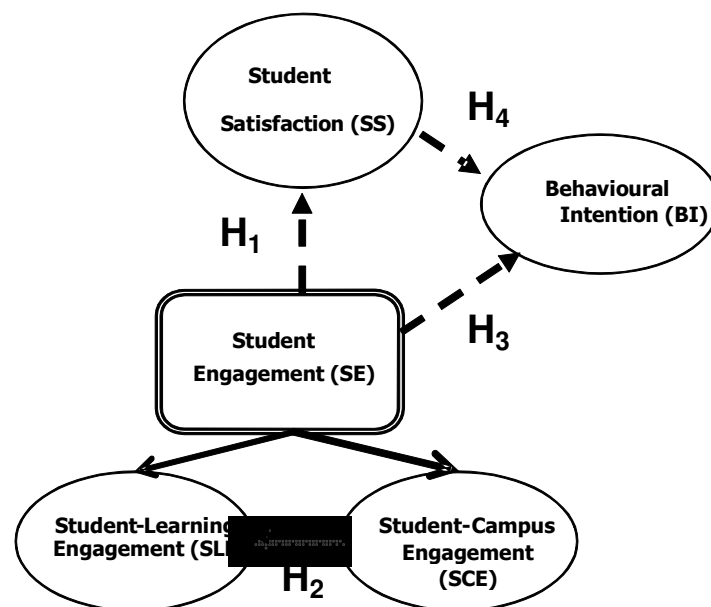 Student
Satisfaction (SS)
H4
Behavioural
Intention (BI)
H1
Student
Engagement (SE)
H3
Student-Learning
Engagement (SL
Student-Campus
Engagement
(SCE)
H2